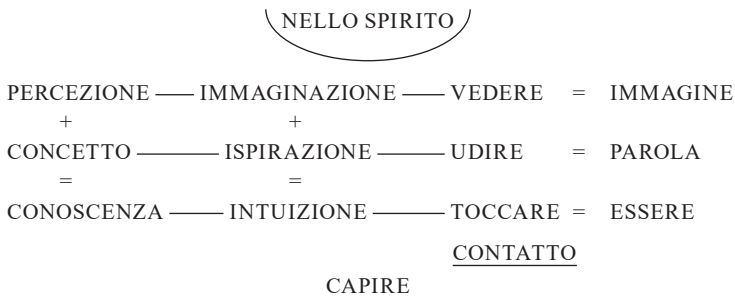 NELLO SPIRITO
PERCEZIONE — IMMAGINAZIONE — VEDERE = IMMAGINE
+ +
CONCETTO — ISPIRAZIONE — UDIRE = PAROLA
= =
CONOSCENZA — INTUIZIONE — TOCCARE = ESSERE
CONTATTO
CAPIRE